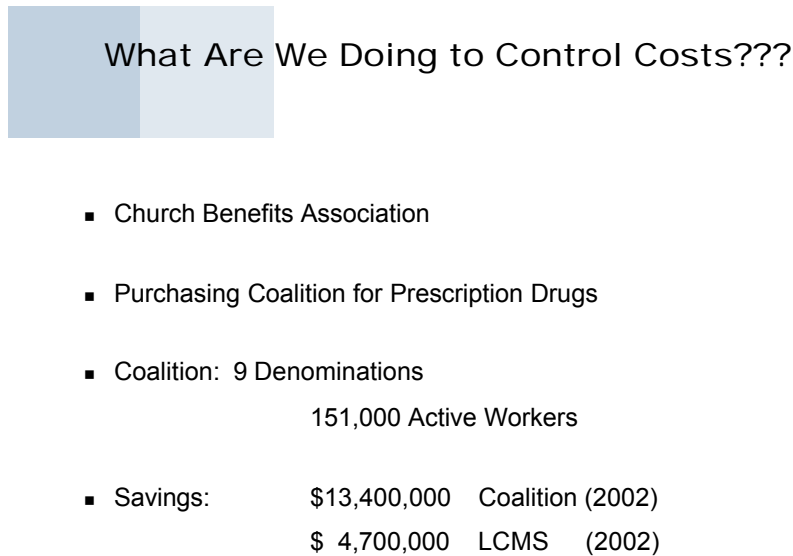 What Are We Doing to Control Costs???
▪ Church Benefits Association
▪ Purchasing Coalition for Prescription Drugs
▪ Coalition: 9 Denominations
151,000 Active Workers
▪ Savings: $13,400,000 Coalition (2002)
$ 4,700,000 LCMS (2002)